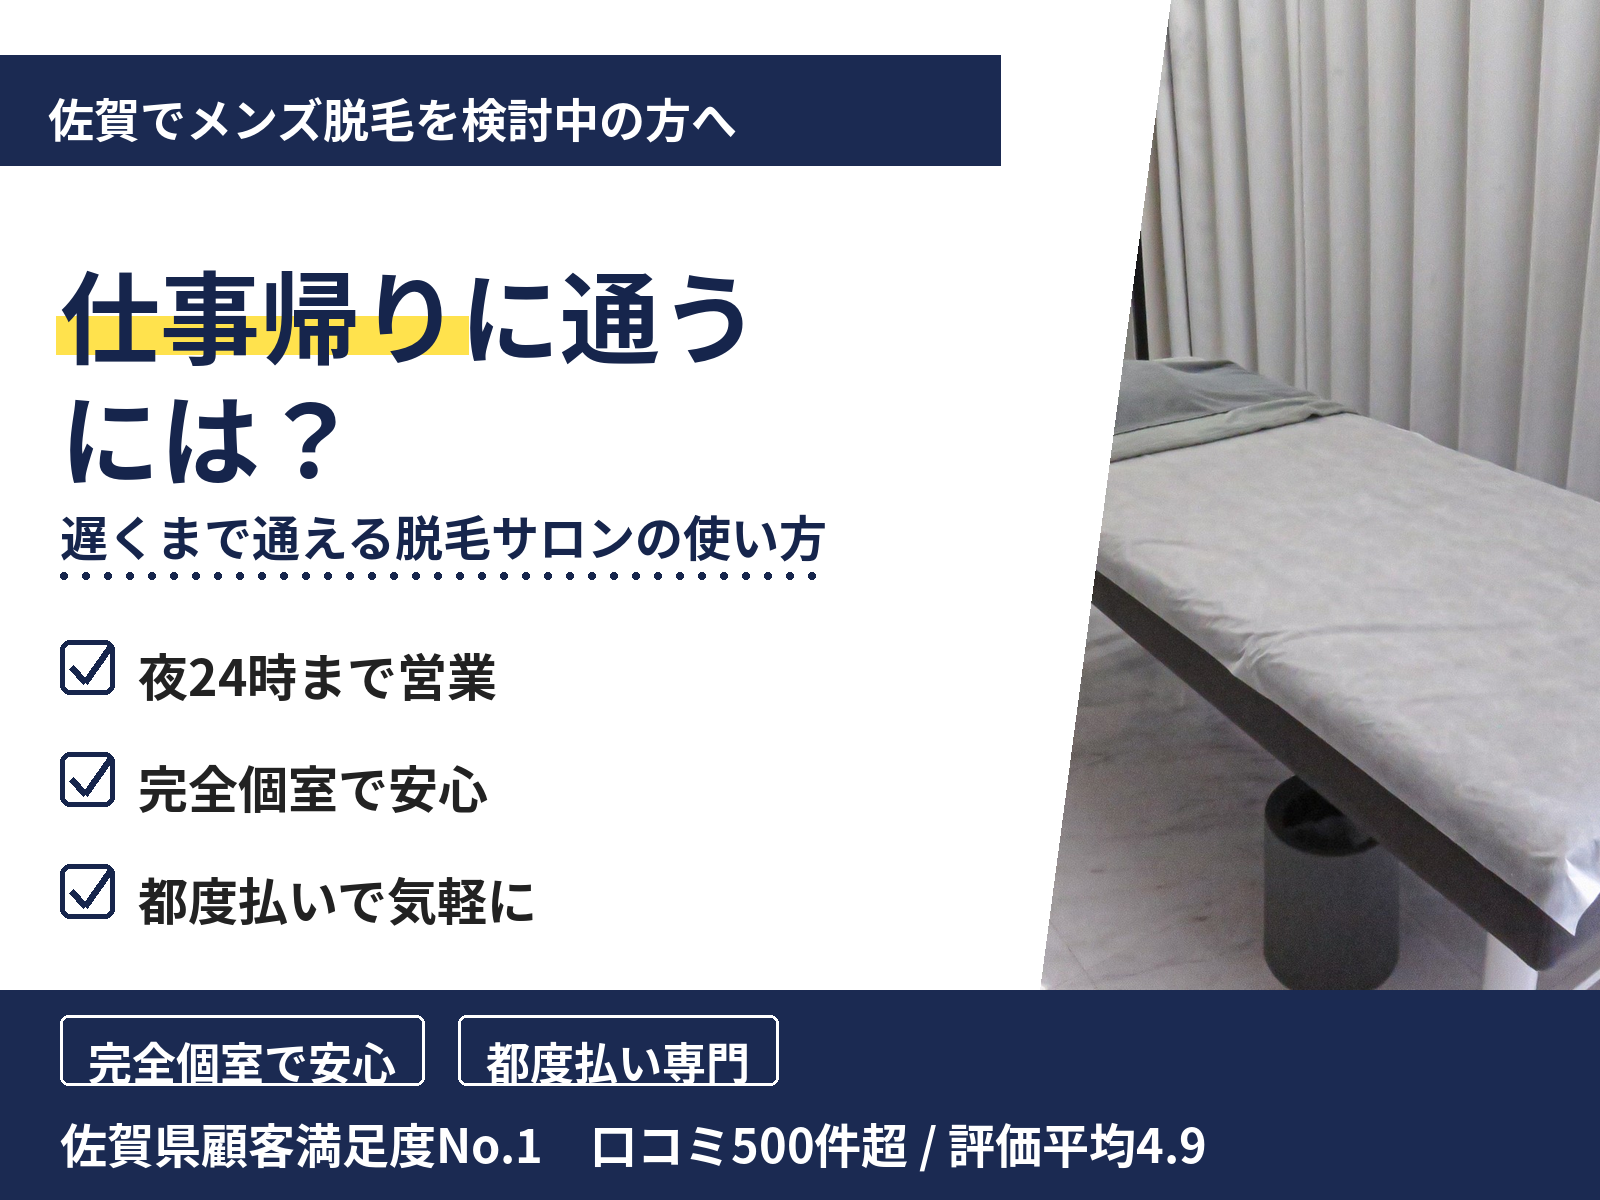 佐賀でメンズ脱毛を検討中の方へ
仕事帰りに通う
には？
遅くまで通える脱毛サロンの使い方
夜24時まで営業
完全個室で安心
都度払いで気軽に
完全個室で安心
都度払い専門
佐賀県顧客満足度No.1　口コミ500件超 / 評価平均4.9